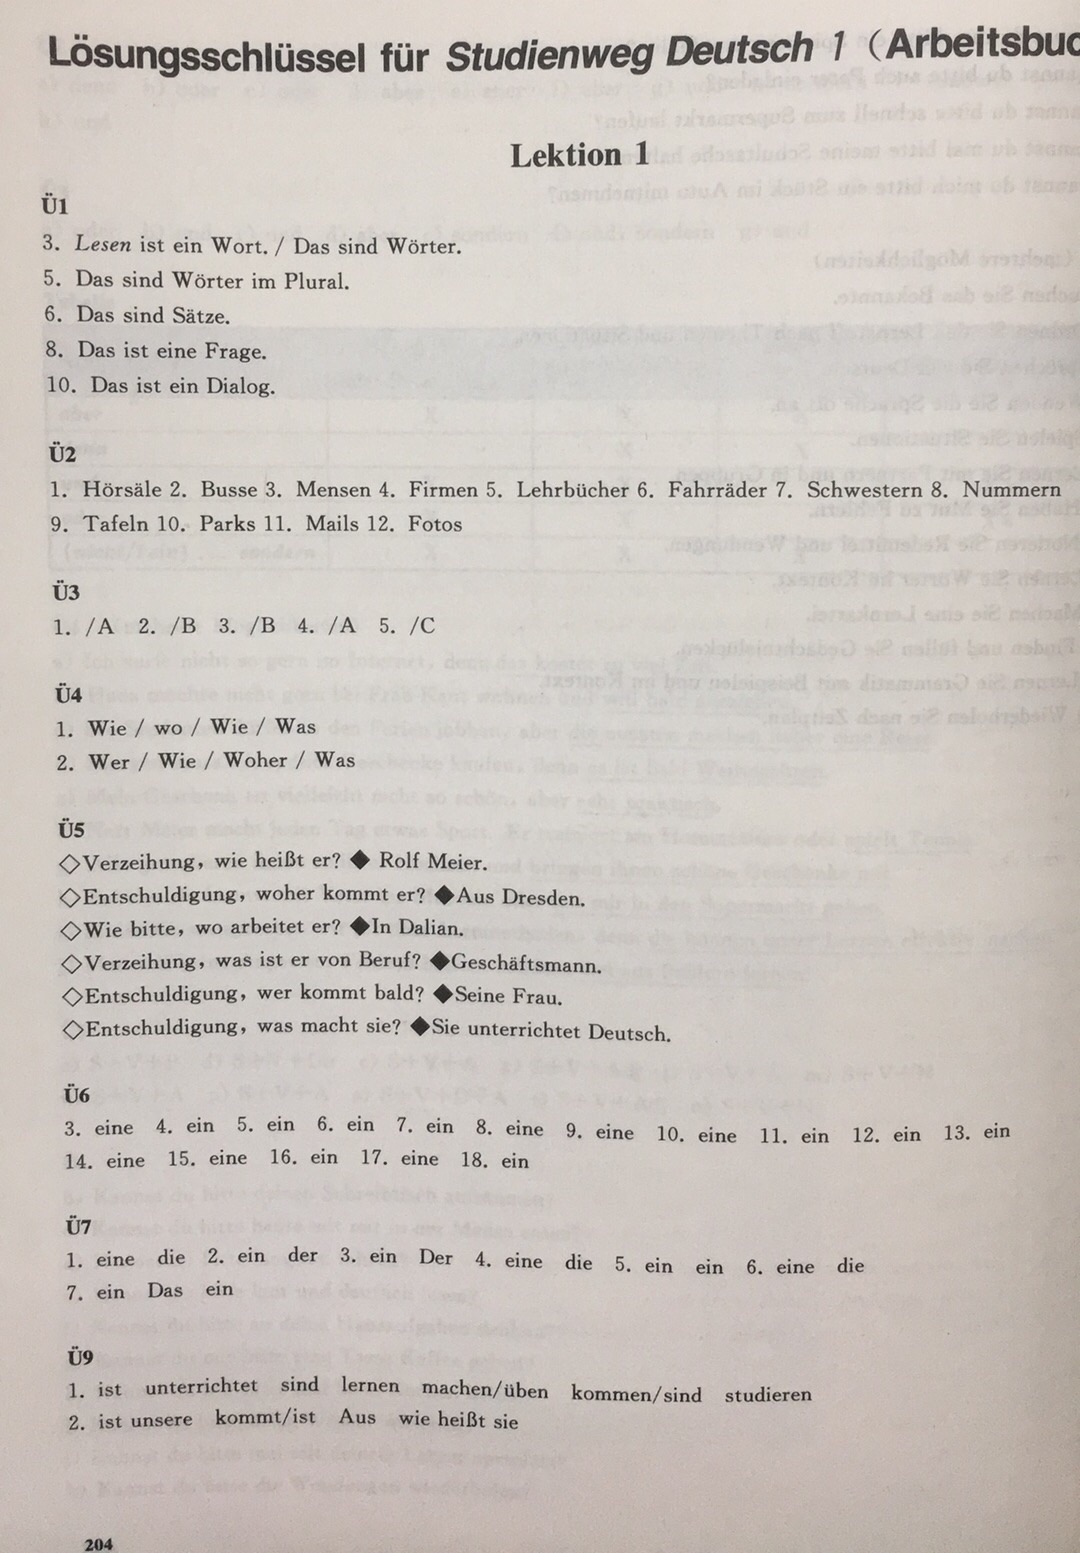 Lösungsschlüssel für Studienweg Deutsch 1 (Arbeitsbuc
Lektion 1
Ü1
3. Lesen ist ein Wort. / Das sind Wörter.
5. Das sind Wörter im Plural.
6. Das sind Sätze.
8. Das ist eine Frage.
10. Das ist ein Dialog.
Ü2
1. Hörsäle 2. Busse 3. Mensen 4. Firmen 5. Lehrbücher 6. Fahrräder 7. Schwestern 8. Nummern
9. Tafeln 10. Parks 11. Mails 12. Fotos
Ü3
1. /A 2. /B 3. /B 4. /A 5. /C
Ü4
1. Wie / wo / Wie / Was
2. Wer / Wie / Woher / Was
Ü5
◇Verzeihung, wie heißt er? ◆ Rolf Meier.
◇Entschuldigung, woher kommt er? ◆Aus Dresden.
◇Wie bitte, wo arbeitet er? ◆In Dalian.
◇Verzeihung, was ist er von Beruf? ◆Geschäftsmann.
◇Entschuldigung, wer kommt bald? ◆Seine Frau.
◇Entschuldigung, was macht sie? ◆Sie unterrichtet Deutsch.
Ü6
3. eine 4. ein 5. ein 6. ein 7. ein 8. eine 9. eine 10. eine 11. ein 12. ein 13. ein
14. eine 15. eine 16. ein 17. eine 18. ein
Ü7
1. eine die 2. ein der 3. ein Der 4. eine die 5. ein ein 6. eine die
7. ein Das ein
Ü9
1. ist unterrichtet sind lernen machen/üben kommen/sind studieren
2. ist unsere kommt/ist Aus wie heißt sie
204